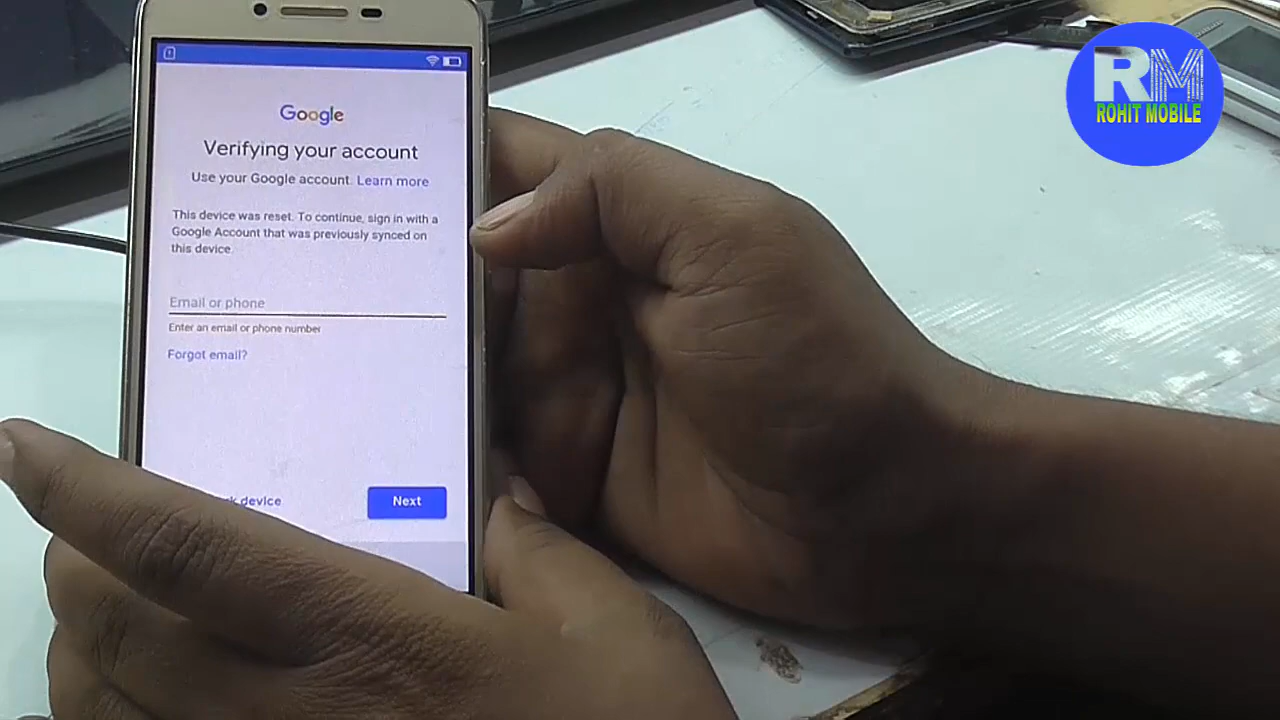 Google
Verifying your account
Use your Google account. Learn more
This device was reset. To continue, sign in with a
Google Account that was previously synced on
this device.
Email or phone
Enter an email or phone number
Forgot email?
device
Next
RM
ROHIT MOBILE